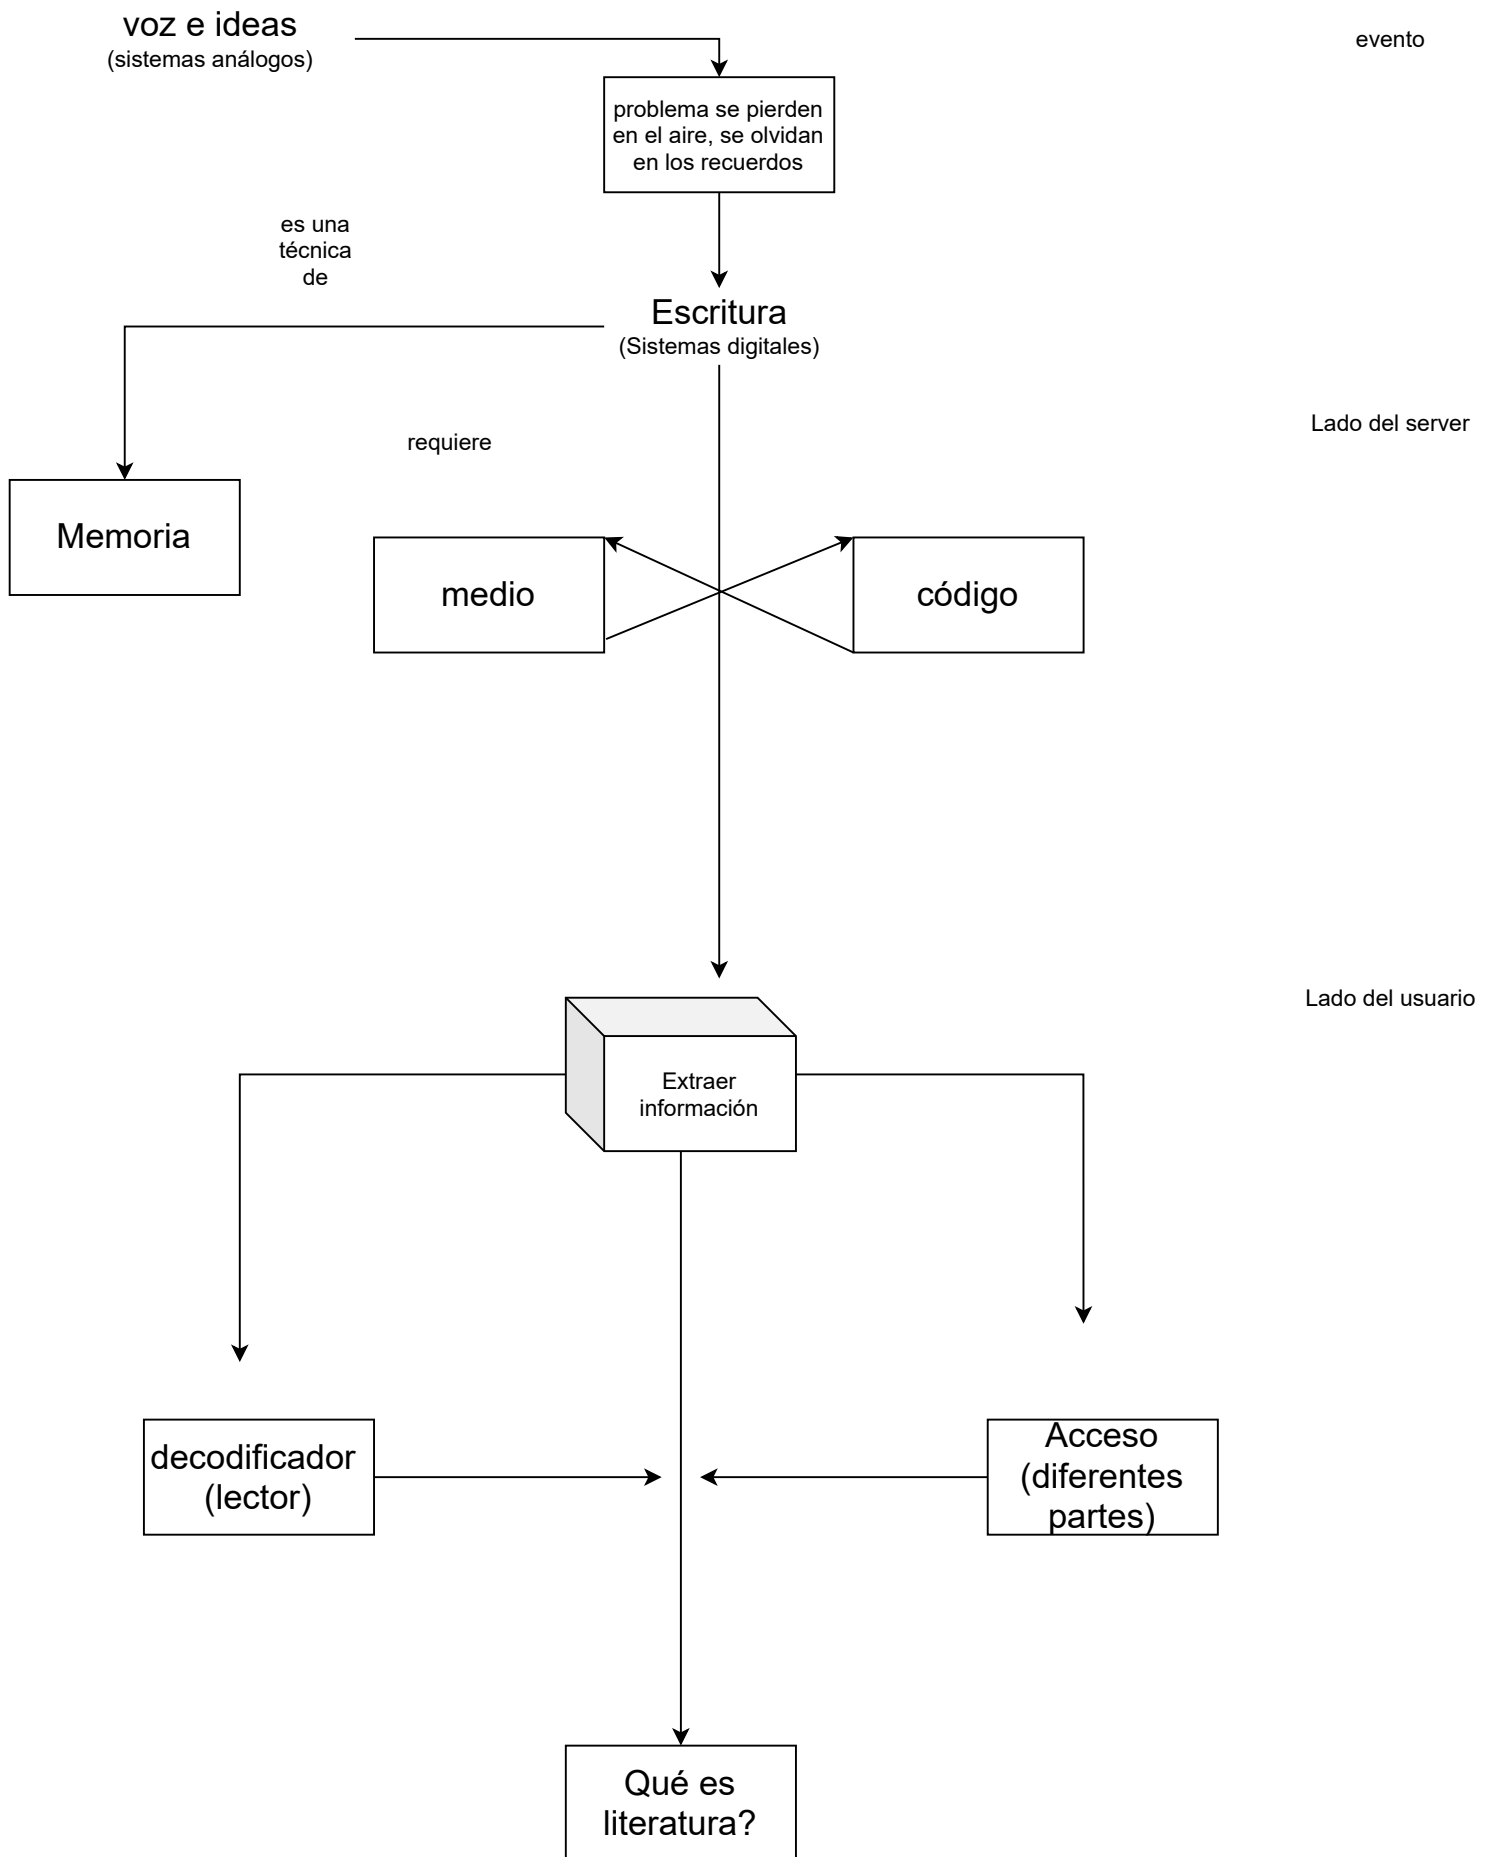 voz e ideas
(sistemas análogos)
evento
problema se pierden
en el aire, se olvidan
en los recuerdos
es una
técnica
de
Escritura
(Sistemas digitales)
Lado del server
requiere
Memoria
medio
código
Lado del usuario
Extraer
información
decodificador
(lector)
Acceso
(diferentes
partes)
Qué es
literatura?